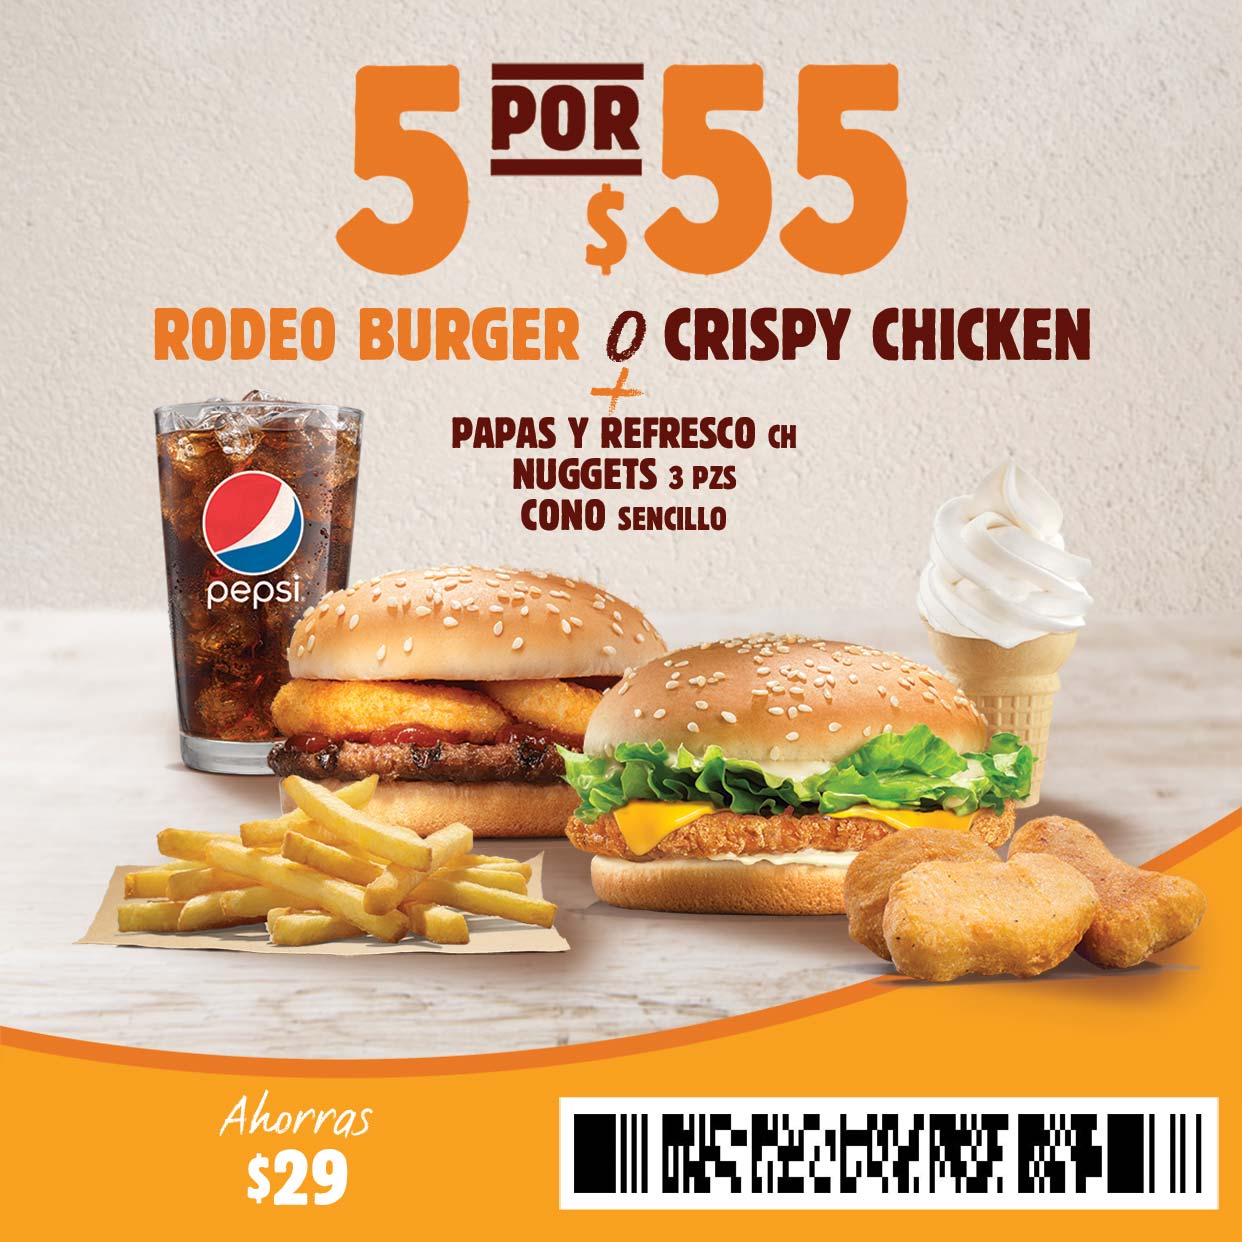 5 POR $55
RODEO BURGER O CRISPY CHICKEN
+
PAPAS Y REFRESCO CH
NUGGETS 3 PZS
CONO SENCILLO
pepsi
Ahorras
$29